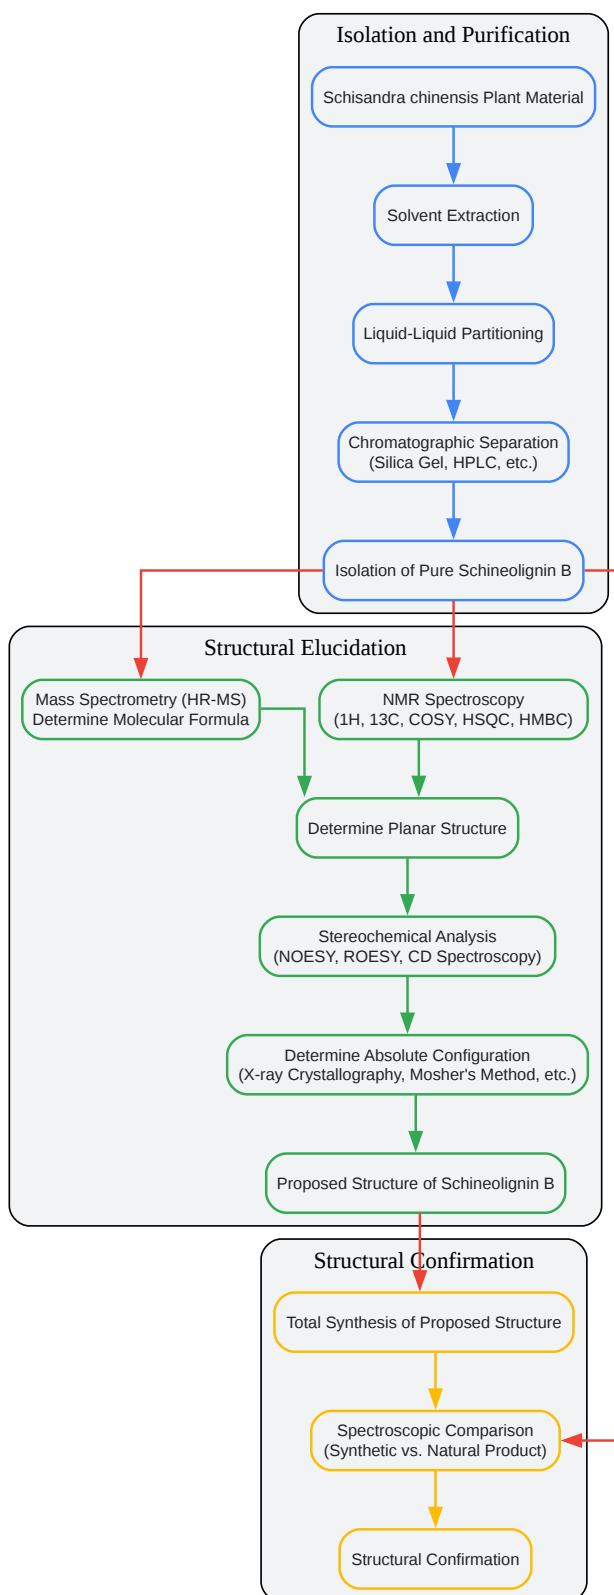 Isolation and Purification
Schisandra chinensis Plant Material
Solvent Extraction
Liquid-Liquid Partitioning
Chromatographic Separation
(Silica Gel, HPLC, etc.)
Isolation of Pure Schineolignin B
Structural Elucidation
Mass Spectrometry (HR-MS)
Determine Molecular Formula
NMR Spectroscopy
(1H, 13C, COSY, HSQC, HMBC)
Determine Planar Structure
Stereochemical Analysis
(NOESY, ROESY, CD Spectroscopy)
Determine Absolute Configuration
(X-ray Crystallography, Mosher's Method, etc.)
Proposed Structure of Schineolignin B
Structural Confirmation
Total Synthesis of Proposed Structure
Spectroscopic Comparison
(Synthetic vs. Natural Product)
Structural Confirmation